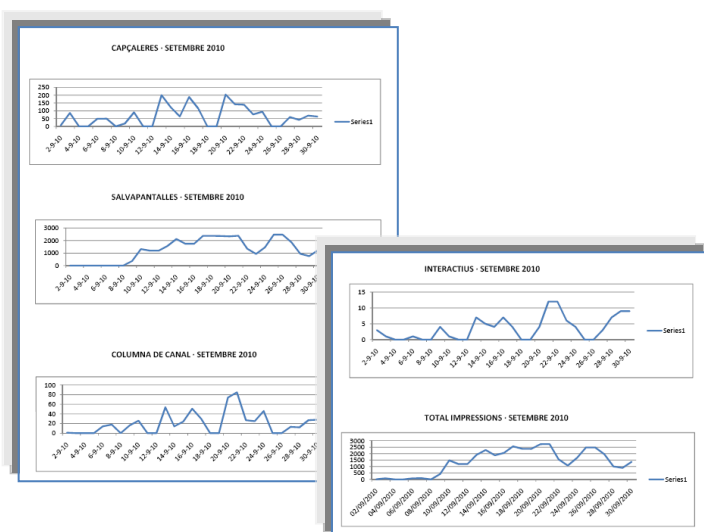 CAPÇALERES - SETEMBRE 2010
250
200
150
100
50
0
Series1
2-9-10 4-9-10 6-9-10 8-9-10 10-9-10 12-9-10 14-9-10 16-9-10 18-9-10 20-9-10 22-9-10 24-9-10 26-9-10 28-9-10 30-9-10
SALVAPANTALLES - SETEMBRE 2010
3000
2000
1000
0
2-9-10 4-9-10 6-9-10 8-9-10 10-9-10 12-9-10 14-9-10 16-9-10 18-9-10 20-9-10 22-9-10 24-9-10 26-9-10 28-9-10
COLUMNA DE CANAL - SETEMBRE 2010
100
80
60
40
20
0
2-9-10 4-9-10 6-9-10 8-9-10 10-9-10 12-9-10 14-9-10 16-9-10 18-9-10 20-9-10 22-9-10 24-9-10 26-9-10 28-9-10
INTERACTIUS - SETEMBRE 2010
15
10
5
0
Series1
2-9-10 4-9-10 6-9-10 8-9-10 10-9-10 12-9-10 14-9-10 16-9-10 18-9-10 20-9-10 22-9-10 24-9-10 26-9-10 28-9-10 30-9-10
TOTAL IMPRESSIONS - SETEMBRE 2010
3000
2500
2000
1500
1000
500
0
Series1
02/09/2010 04/09/2010 06/09/2010 08/09/2010 10/09/2010 12/09/2010 14/09/2010 16/09/2010 18/09/2010 20/09/2010 22/09/2010 24/09/2010 26/09/2010 28/09/2010 30/09/2010